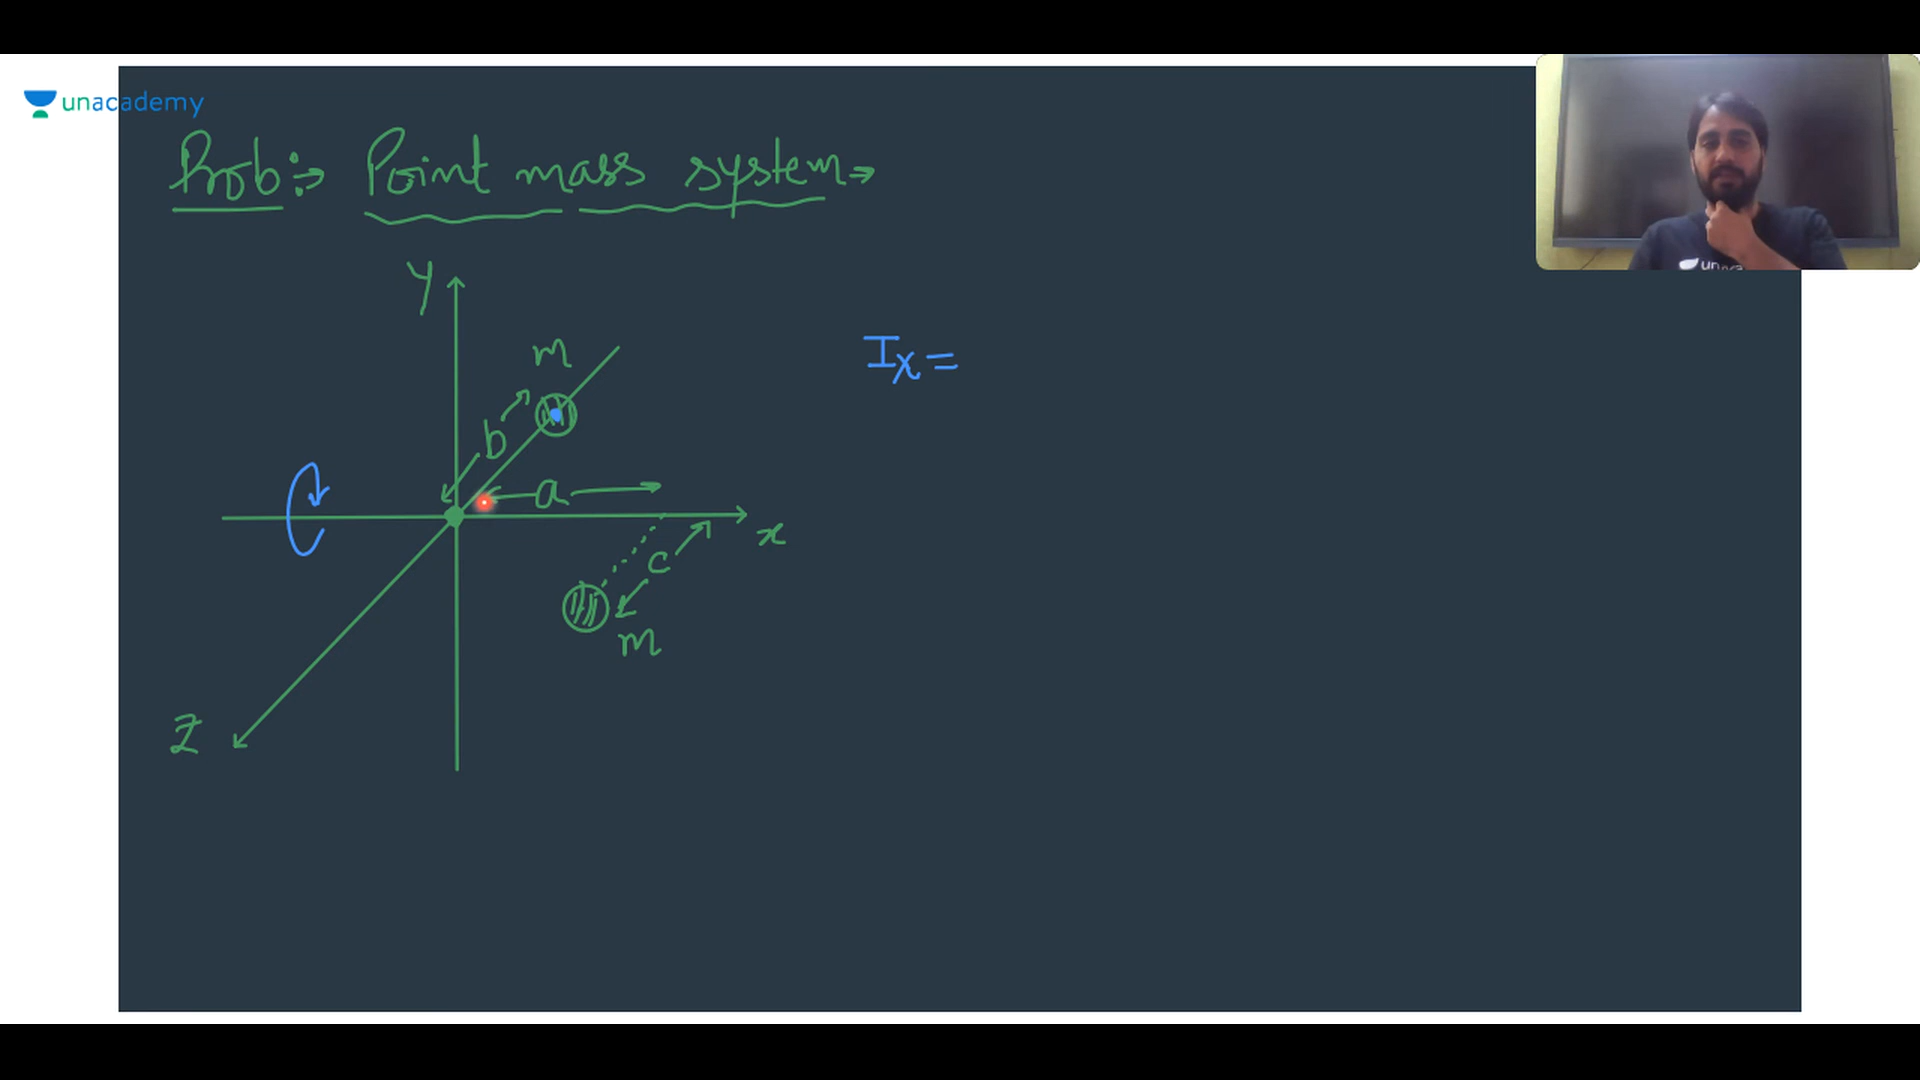 unacademy
Prob:→ Point mass system→
y
m
Ix =
b
a
x
c
m
z